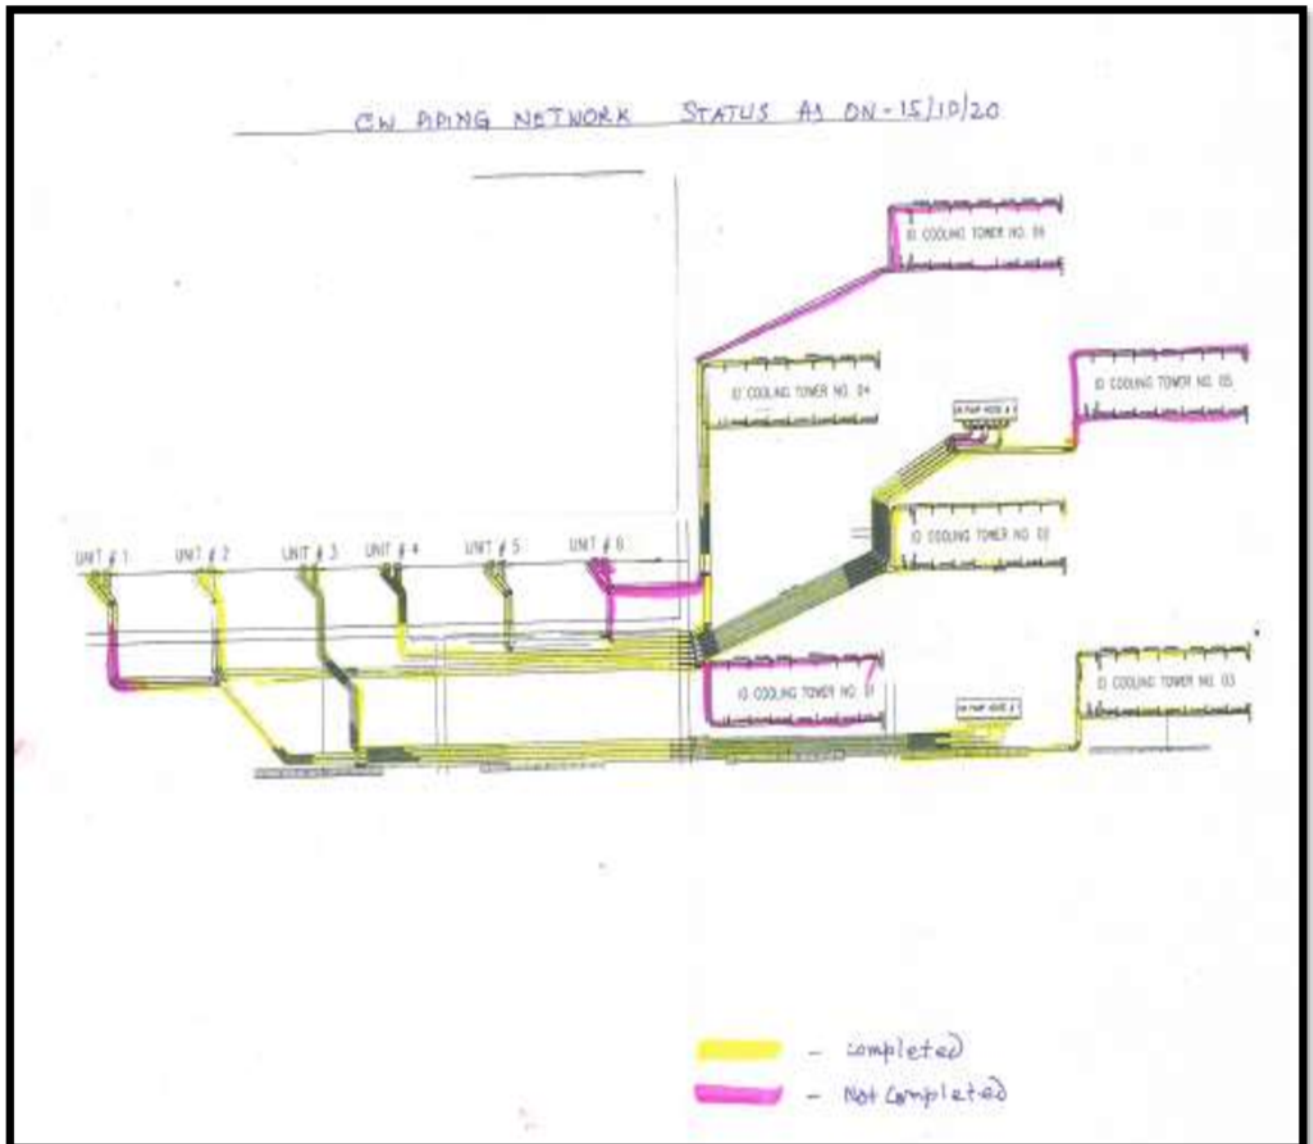 CW PIPING NETWORK STATUS AS ON - 15/10/20
ID COOLING TOWER NO. 06
ID COOLING TOWER NO. 04
ID COOLING TOWER NO. 05
ID COOLING TOWER NO. 02
UNIT # 1 UNIT # 2 UNIT # 3 UNIT # 4 UNIT # 5 UNIT # 6
ID COOLING TOWER NO. 01
ID COOLING TOWER NO. 03
- Completed
- Not Completed